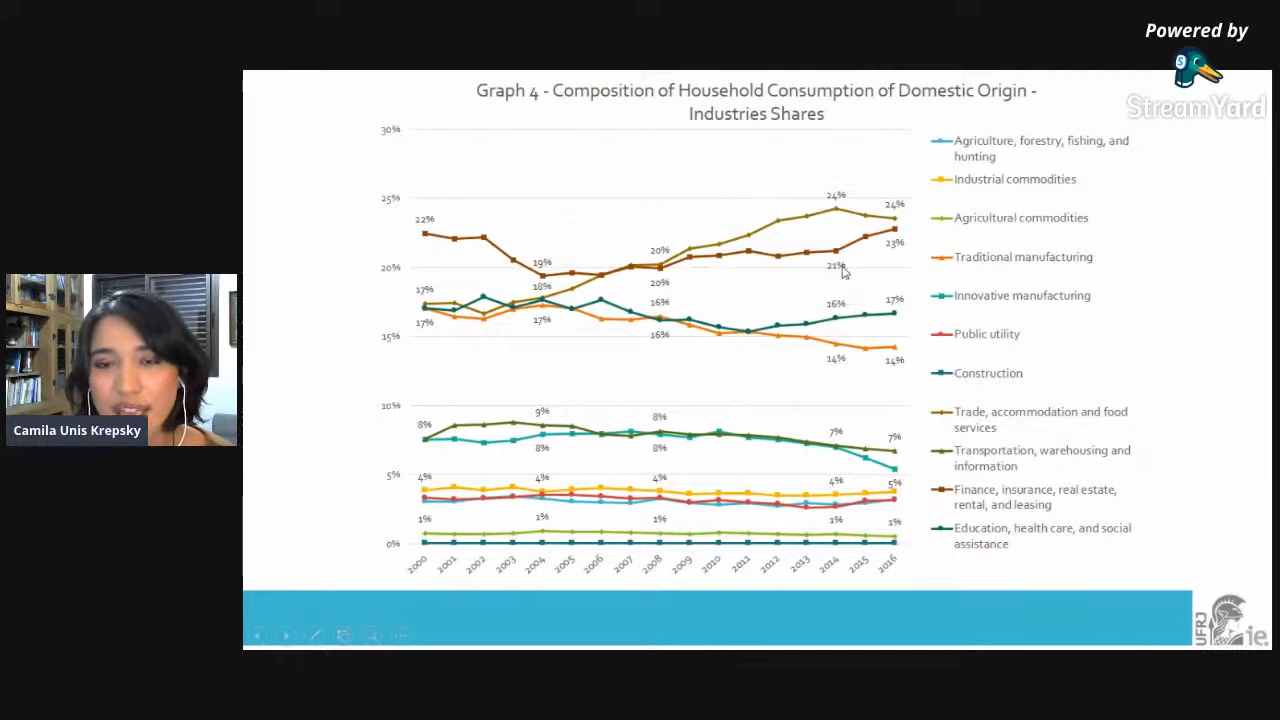 Powered by
StreamYard
Graph 4 - Composition of Household Consumption of Domestic Origin -
Industries Shares
30%
25%
20%
15%
10%
5%
0%
22%
17%
17%
19%
18%
17%
20%
20%
16%
16%
24%
21%
16%
14%
24%
23%
17%
14%
8%
9%
8%
8%
8%
7%
7%
4%
4%
4%
4%
5%
1%
1%
1%
1%
1%
2000 2001 2002 2003 2004 2005 2006 2007 2008 2009 2010 2011 2012 2013 2014 2015 2016
Agriculture, forestry, fishing, and
hunting
Industrial commodities
Agricultural commodities
Traditional manufacturing
Innovative manufacturing
Public utility
Construction
Trade, accommodation and food
services
Transportation, warehousing and
information
Finance, insurance, real estate,
rental, and leasing
Education, health care, and social
assistance
Camila Unis Krepsky
UFRJ
ie.